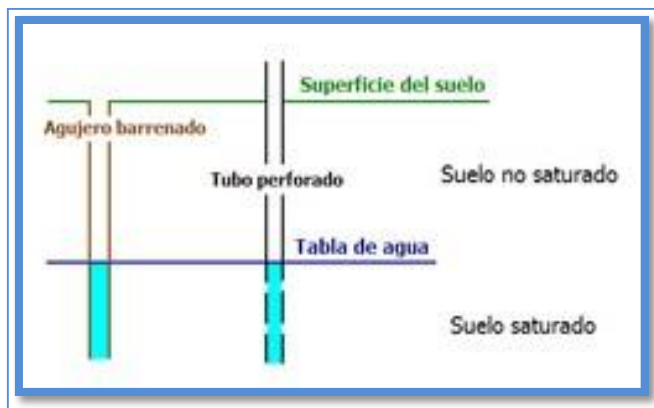 Superficie del suelo
Agujero barrenado
Tubo perforado
Suelo no saturado
Tabla de agua
Suelo saturado